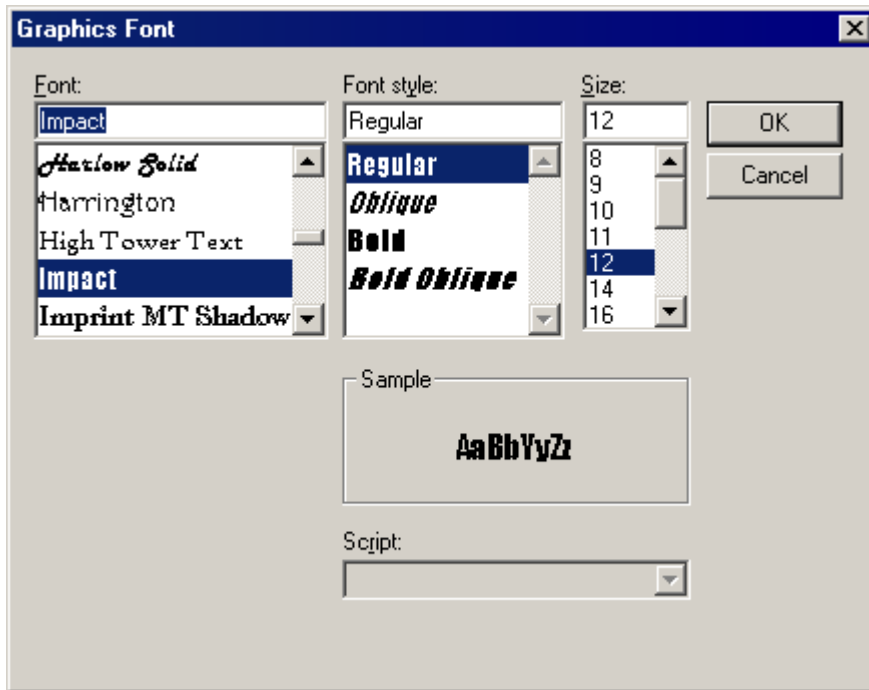 Graphics Font
Font:
Font style:
Size:
Impact
Regular
12
OK
Cancel
Harlow Solid
Harrington
High Tower Text
Impact
Imprint MT Shadow
Regular
Oblique
Bold
Bold Oblique
8
9
10
11
12
14
16
Sample
AaBbYyZz
Script: